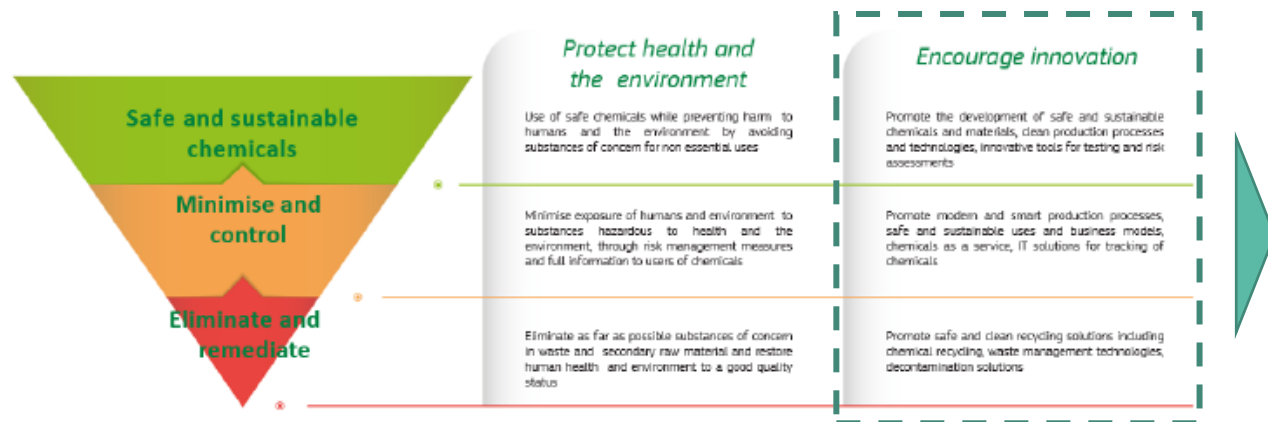 Safe and sustainable
chemicals
Minimise and
control
Eliminate and
remediate
Protect health and
the environment
Use of safe chemicals while preventing harm to
humans and the environment by avoiding
substances of concern for non essential uses
Minimise exposure of humans and environment to
substances hazardous to health and the
environment, through risk management measures
and full information to users of chemicals
Eliminate as far as possible substances of concern
in waste and secondary raw material and restore
human health and environment to a good quality
status
Encourage innovation
Promote the development of safe and sustainable
chemicals and materials, clean production processes
and technologies, innovative tools for testing and risk
assessments
Promote modern and smart production processes,
safe and sustainable uses and business models,
chemicals as a service, IT solutions for tracking of
chemicals
Promote safe and clean recycling solutions including
chemical recycling, waste management technologies,
decontamination solutions